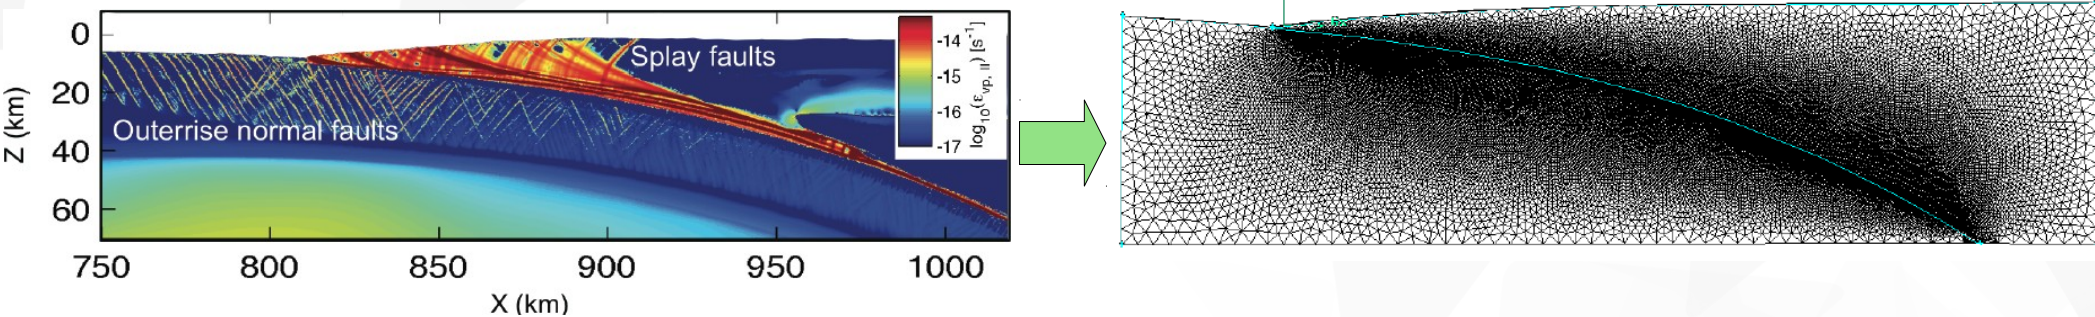 0
20
40
60
Z (km)
Splay faults
Outerrise normal faults
-14
-15
-16
-17
log10(ε̇vp, II) [s-1]
750 800 850 900 950 1000
X (km)